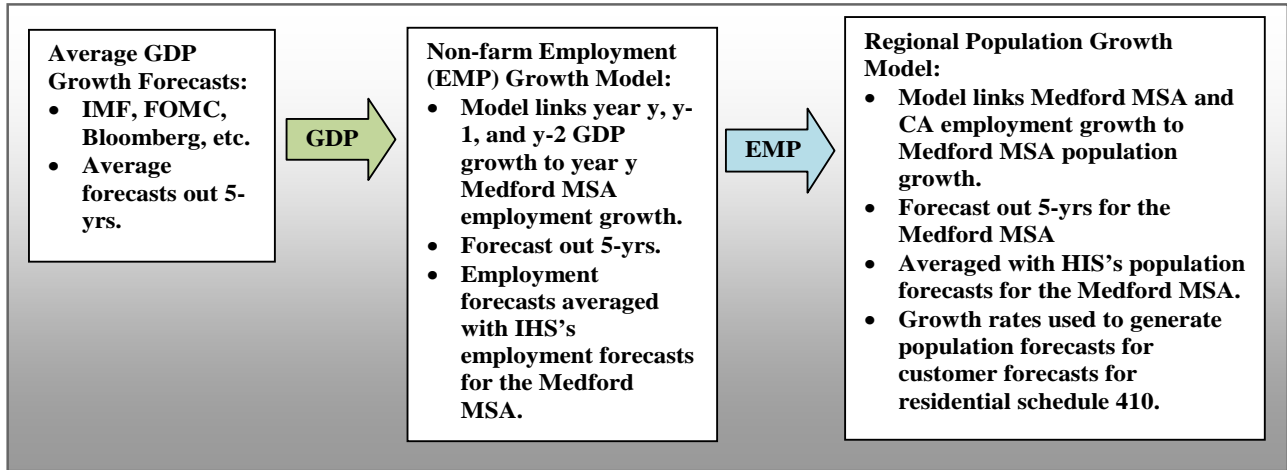 Average GDP
Growth Forecasts:
• IMF, FOMC,
Bloomberg, etc.
• Average
forecasts out 5-
yrs.
GDP
Non-farm Employment
(EMP) Growth Model:
• Model links year y, y-
1, and y-2 GDP
growth to year y
Medford MSA
employment growth.
• Forecast out 5-yrs.
• Employment
forecasts averaged
with IHS’s
employment forecasts
for the Medford
MSA.
EMP
Regional Population Growth
Model:
• Model links Medford MSA and
CA employment growth to
Medford MSA population
growth.
• Forecast out 5-yrs for the
Medford MSA
• Averaged with HIS’s population
forecasts for the Medford MSA.
• Growth rates used to generate
population forecasts for
customer forecasts for
residential schedule 410.